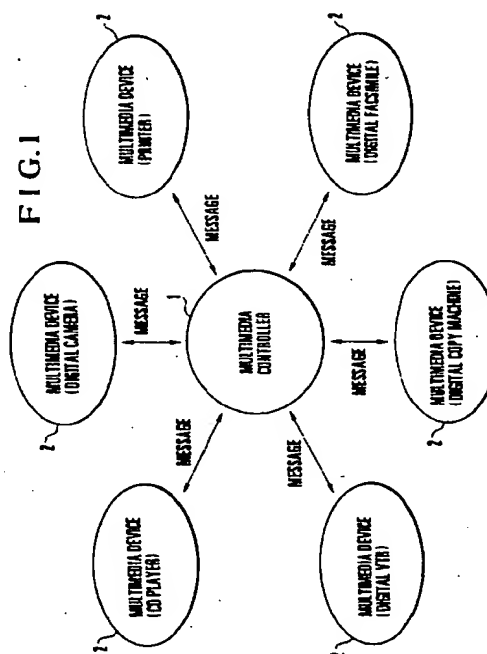 FIG.1
2
MULTIMEDIA DEVICE
(DIGITAL CAMERA)
2
MULTIMEDIA DEVICE
(CD PLAYER)
2
MULTIMEDIA DEVICE
(PRINTER)
MESSAGE
MESSAGE
MESSAGE
1
MULTIMEDIA
CONTROLLER
MESSAGE
MESSAGE
MESSAGE
2
MULTIMEDIA DEVICE
(DIGITAL VTR)
2
MULTIMEDIA DEVICE
(DIGITAL COPY MACHINE)
2
MULTIMEDIA DEVICE
(DIGITAL FACSIMILE)